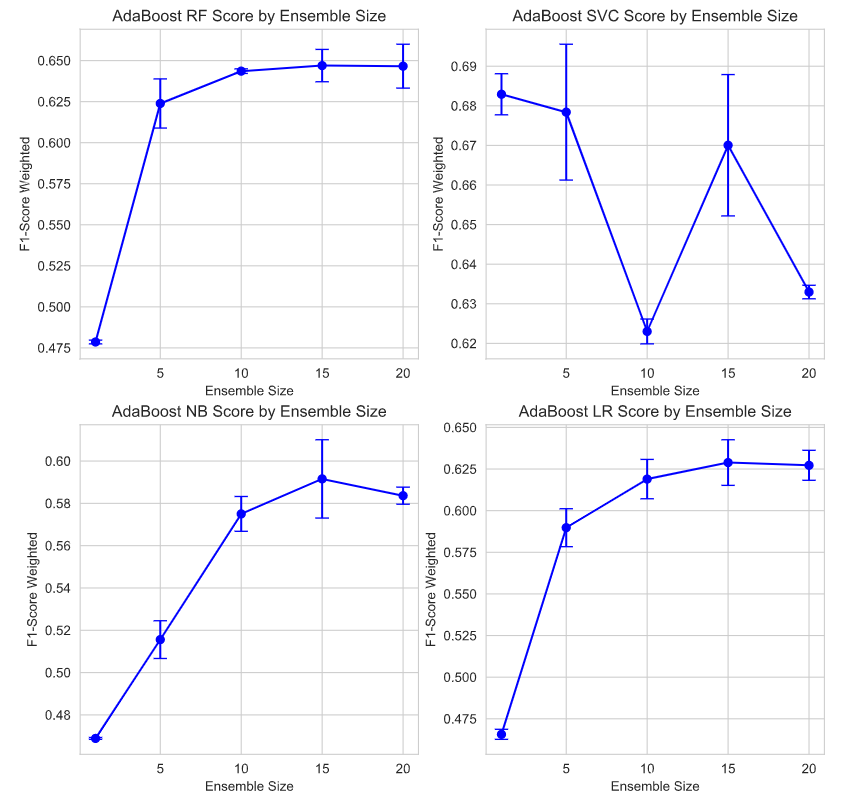 AdaBoost RF Score by Ensemble Size
F1-Score Weighted
0.650
0.625
0.600
0.575
0.550
0.525
0.500
0.475
5 10 15 20
Ensemble Size
AdaBoost SVC Score by Ensemble Size
F1-Score Weighted
0.69
0.68
0.67
0.66
0.65
0.64
0.63
0.62
5 10 15 20
Ensemble Size
AdaBoost NB Score by Ensemble Size
F1-Score Weighted
0.60
0.58
0.56
0.54
0.52
0.50
0.48
5 10 15 20
Ensemble Size
AdaBoost LR Score by Ensemble Size
F1-Score Weighted
0.650
0.625
0.600
0.575
0.550
0.525
0.500
0.475
5 10 15 20
Ensemble Size